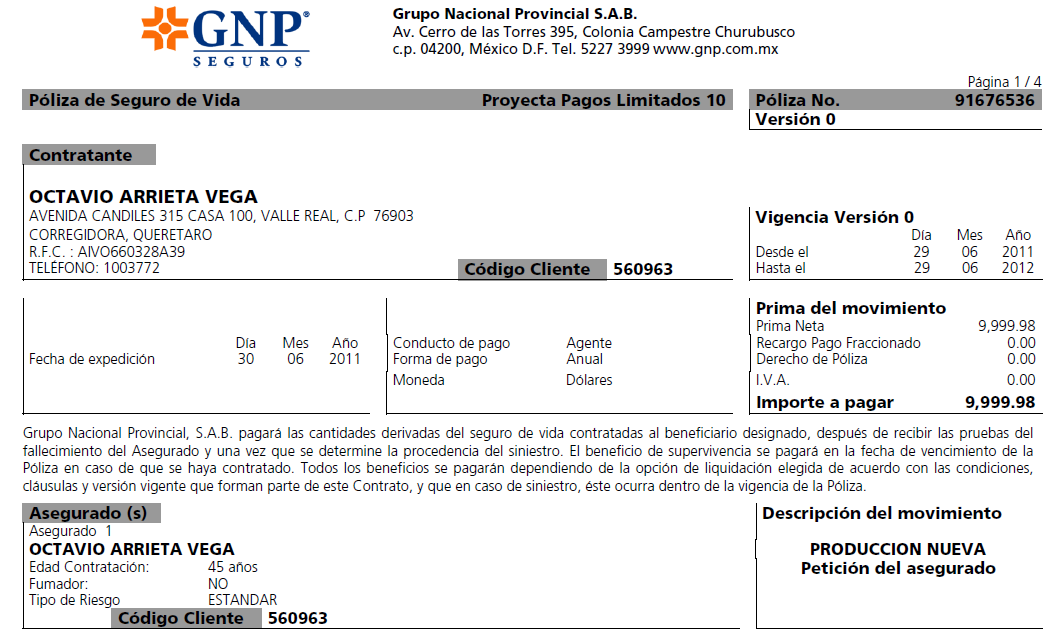 GNP®
SEGUROS
Grupo Nacional Provincial S.A.B.
Av. Cerro de las Torres 395, Colonia Campestre Churubusco
c.p. 04200, México D.F. Tel. 5227 3999 www.gnp.com.mx
Página 1 / 4
Póliza de Seguro de Vida Proyecta Pagos Limitados 10
Póliza No. 91676536
Versión 0
Contratante
OCTAVIO ARRIETA VEGA
AVENIDA CANDILES 315 CASA 100, VALLE REAL, C.P 76903
CORREGIDORA, QUERETARO
R.F.C. : AIVO660328A39
TELÉFONO: 1003772
Código Cliente 560963
Vigencia Versión 0
Día Mes Año
Desde el 29 06 2011
Hasta el 29 06 2012
Día Mes Año
Fecha de expedición 30 06 2011
Conducto de pago Agente
Forma de pago Anual
Moneda Dólares
Prima del movimiento
Prima Neta 9,999.98
Recargo Pago Fraccionado 0.00
Derecho de Póliza 0.00
I.V.A. 0.00
Importe a pagar 9,999.98
Grupo Nacional Provincial, S.A.B. pagará las cantidades derivadas del seguro de vida contratadas al beneficiario designado, después de recibir las pruebas del
fallecimiento del Asegurado y una vez que se determine la procedencia del siniestro. El beneficio de supervivencia se pagará en la fecha de vencimiento de la
Póliza en caso de que se haya contratado. Todos los beneficios se pagarán dependiendo de la opción de liquidación elegida de acuerdo con las condiciones,
cláusulas y versión vigente que forman parte de este Contrato, y que en caso de siniestro, éste ocurra dentro de la vigencia de la Póliza.
Asegurado (s)
Asegurado 1
OCTAVIO ARRIETA VEGA
Edad Contratación: 45 años
Fumador: NO
Tipo de Riesgo ESTANDAR
Código Cliente 560963
Descripción del movimiento
PRODUCCION NUEVA
Petición del asegurado